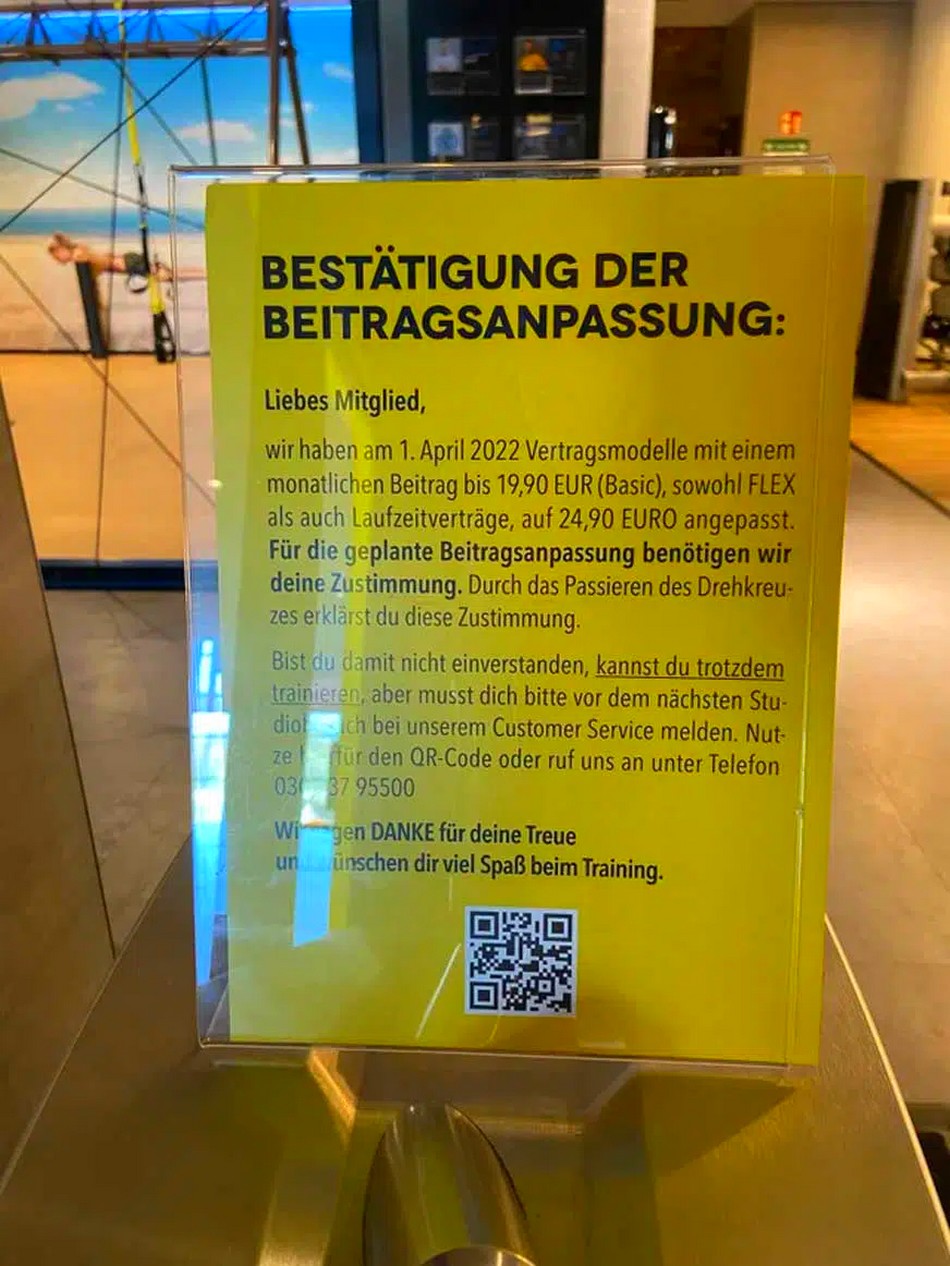 BESTÄTIGUNG DER
BEITRAGSANPASSUNG:
Liebes Mitglied,
wir haben am 1. April 2022 Vertragsmodelle mit einem
monatlichen Beitrag bis 19,90 EUR (Basic), sowohl FLEX
als auch Laufzeitverträge, auf 24,90 EURO angepasst.
Für die geplante Beitragsanpassung benötigen wir
deine Zustimmung. Durch das Passieren des Drehkreu-
zes erklärst du diese Zustimmung.
Bist du damit nicht einverstanden, kannst du trotzdem
trainieren, aber musst dich bitte vor dem nächsten Stu-
bei unserem Customer Service melden. Nut-
ze für den QR-Code oder ruf uns an unter Telefon
95500
DANKE für deine Treue
dir viel Spaß beim Training.